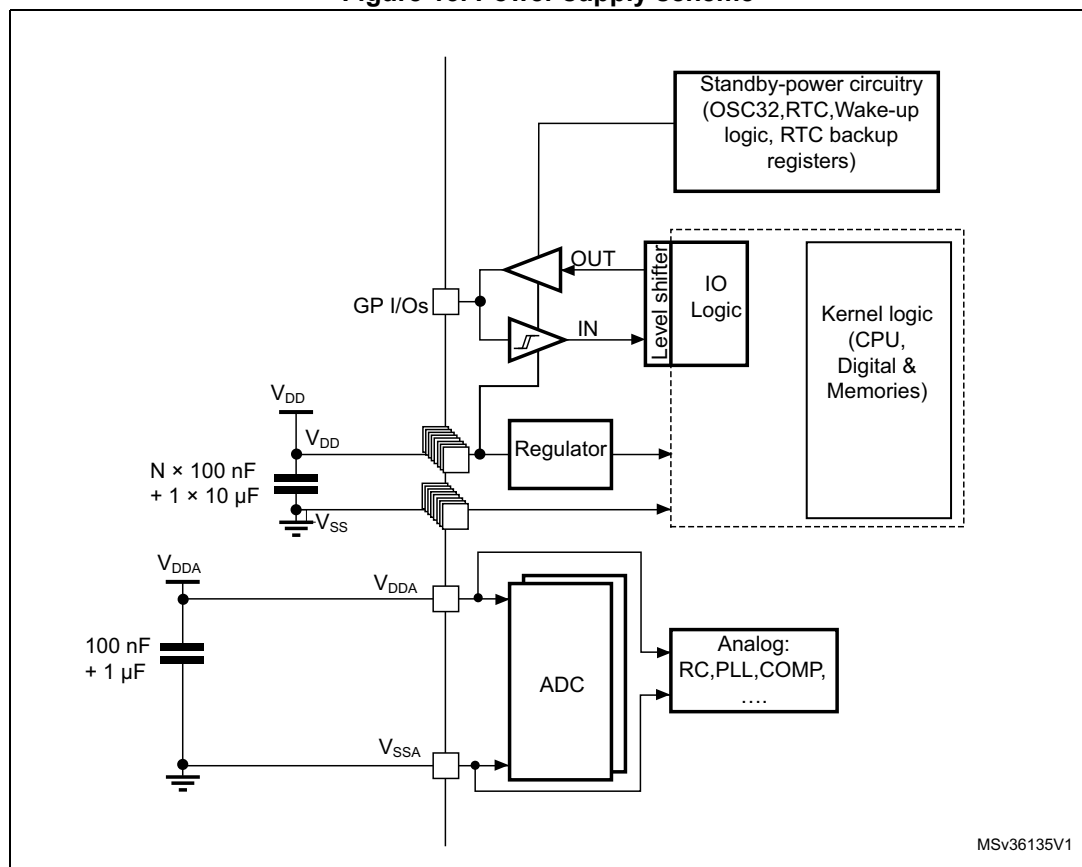 Standby-power circuitry
(OSC32,RTC,Wake-up
logic, RTC backup
registers)
OUT
GP I/Os
IN
Level shifter
IO
Logic
Kernel logic
(CPU,
Digital &
Memories)
VDD
VDD
N × 100 nF
+ 1 × 10 µF
VSS
Regulator
VDDA
VDDA
100 nF
+ 1 µF
ADC
Analog:
RC,PLL,COMP,
....
VSSA
MSv36135V1